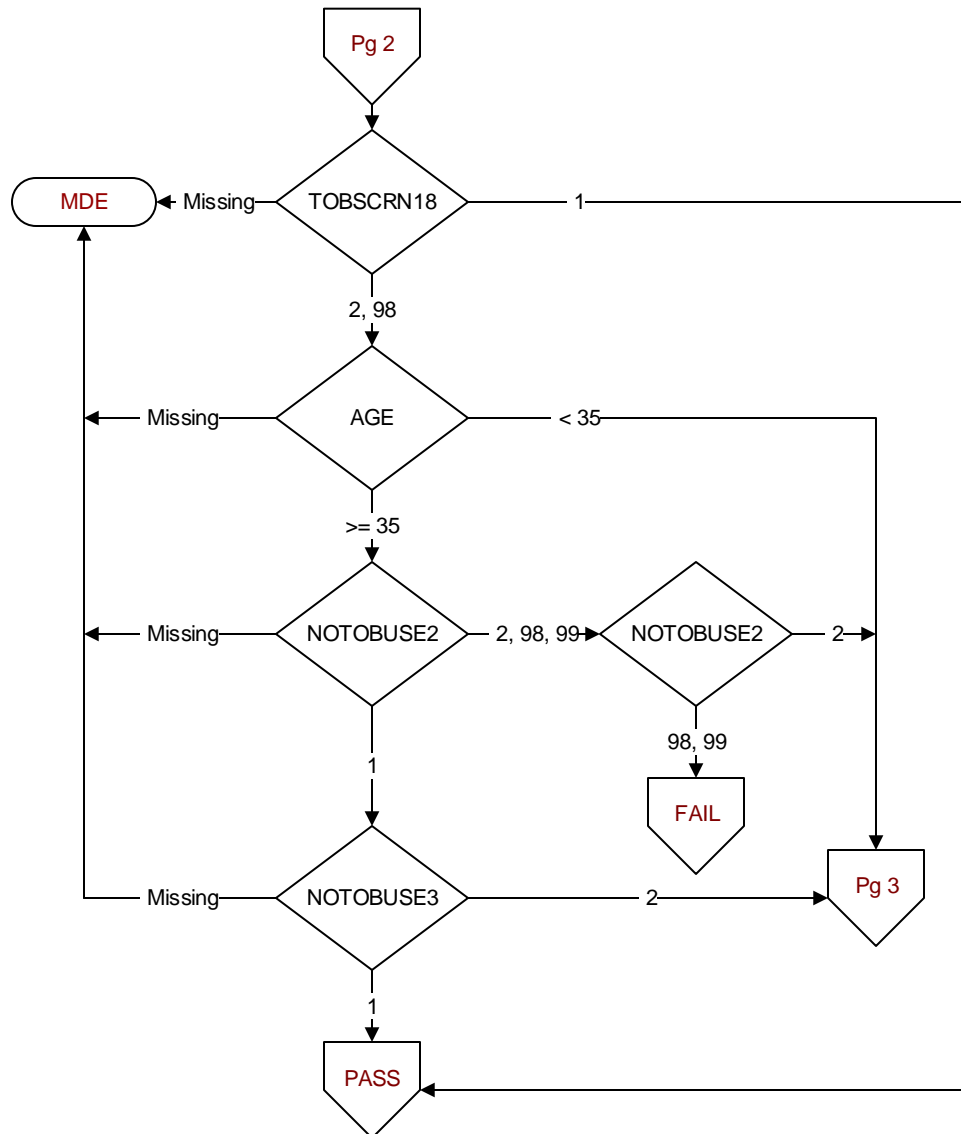 Pg 2
MDE
Missing
TOBSCRN18
1
2, 98
Missing
AGE
< 35
>= 35
Missing
NOTOBUSE2
2, 98, 99
NOTOBUSE2
2
98, 99
1
FAIL
Missing
NOTOBUSE3
2
Pg 3
1
PASS